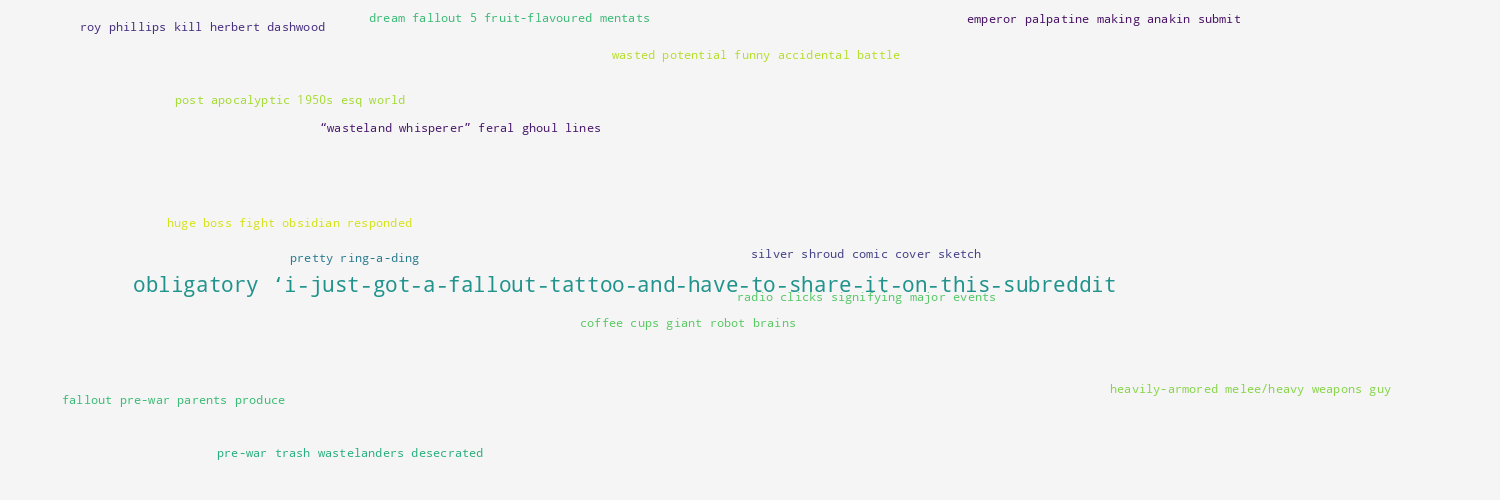 dream fallout 5 fruit-flavoured mentats
emperor palpatine making anakin submit
roy phillips kill herbert dashwood
wasted potential funny accidental battle
post apocalyptic 1950s esq world
“wasteland whisperer” feral ghoul lines
huge boss fight obsidian responded
silver shroud comic cover sketch
pretty ring-a-ding
obligatory ‘i-just-got-a-fallout-tattoo-and-have-to-share-it-on-this-subreddit
radio clicks signifying major events
coffee cups giant robot brains
heavily-armored melee/heavy weapons guy
fallout pre-war parents produce
pre-war trash wastelanders desecrated